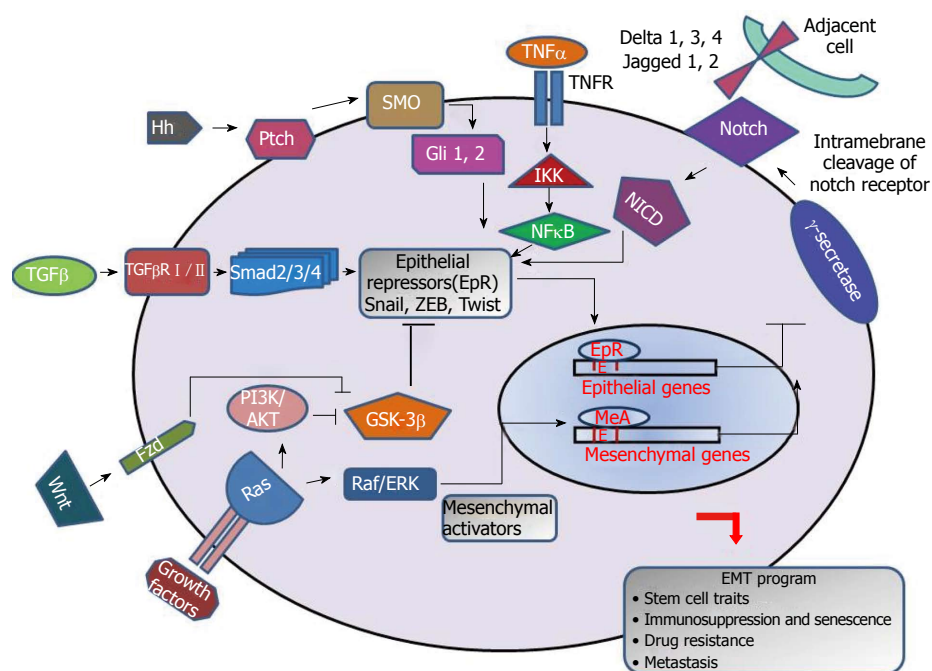 TNFα
TNFR
Delta 1, 3, 4
Jagged 1, 2
Adjacent
cell
Hh
Ptch
SMO
Gli 1, 2
IKK
NFκB
Notch
NICD
Intramebrane
cleavage of
notch receptor
γ-secretase
TGFβ
TGFβR I / II
Smad2/3/4
Epithelial
repressors(EpR)
Snail, ZEB, Twist
EpR
E
Epithelial genes
MeA
E
Mesenchymal genes
PI3K/
AKT
GSK-3β
Fzd
Wnt
Ras
Raf/ERK
Mesenchymal
activators
Growth
factors
EMT program
• Stem cell traits
• Immunosuppression and senescence
• Drug resistance
• Metastasis